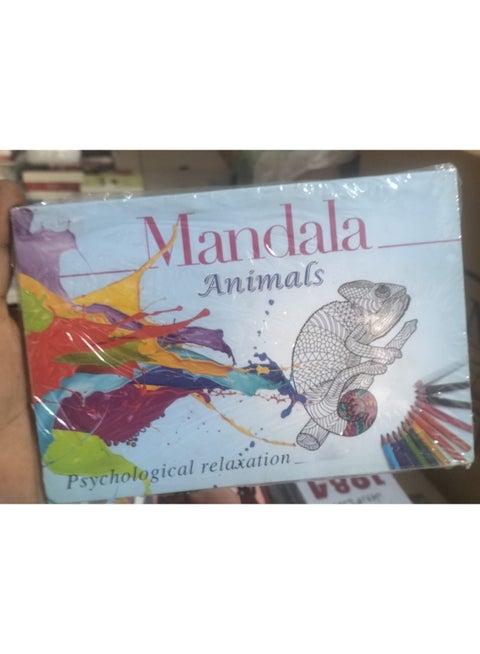 Mandala
Animals
Psychological relaxation